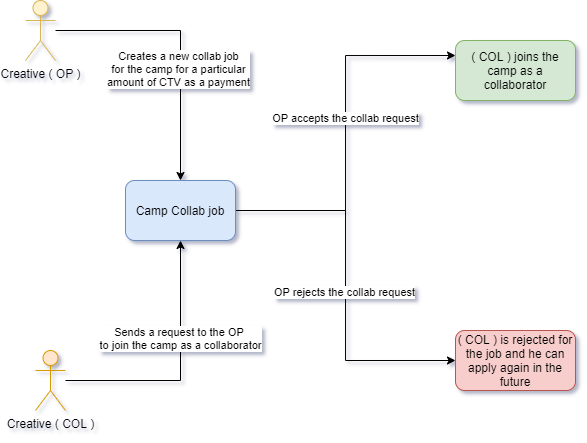 Creative ( OP )
Creates a new collab job
for the camp for a particular
amount of CTV as a payment
( COL ) joins the
camp as a
collaborator
OP accepts the collab request
Camp Collab job
OP rejects the collab request
Sends a request to the OP
to join the camp as a collaborator
( COL ) is rejected for
the job and he can
apply again in the
future
Creative ( COL )